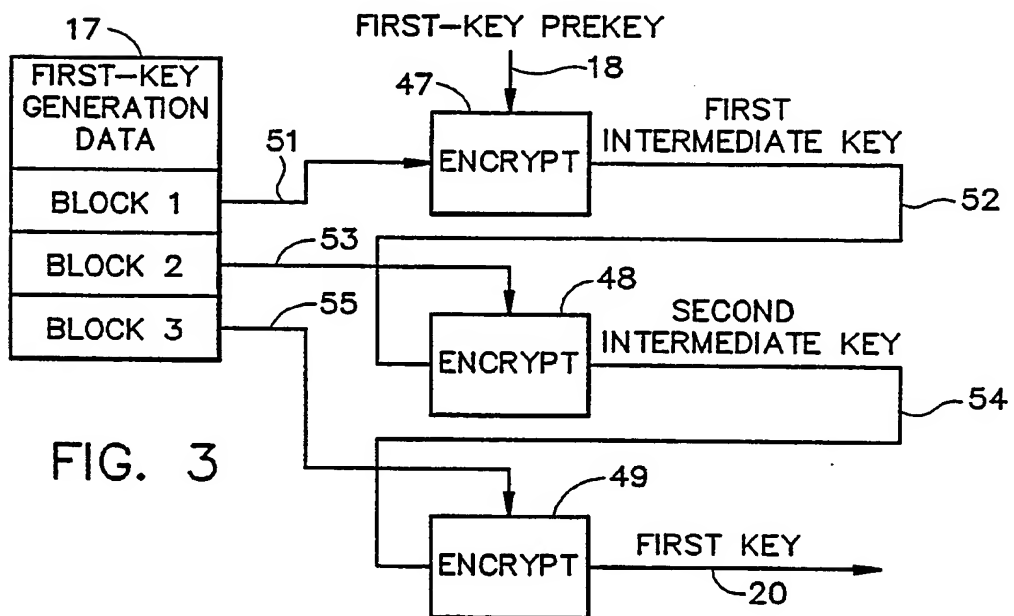 17
FIRST-KEY
GENERATION
DATA
BLOCK 1
BLOCK 2
BLOCK 3
51
53
55
FIRST-KEY PREKEY
18
47
ENCRYPT
FIRST
INTERMEDIATE KEY
52
48
ENCRYPT
SECOND
INTERMEDIATE KEY
54
49
ENCRYPT
FIRST KEY
20
FIG. 3